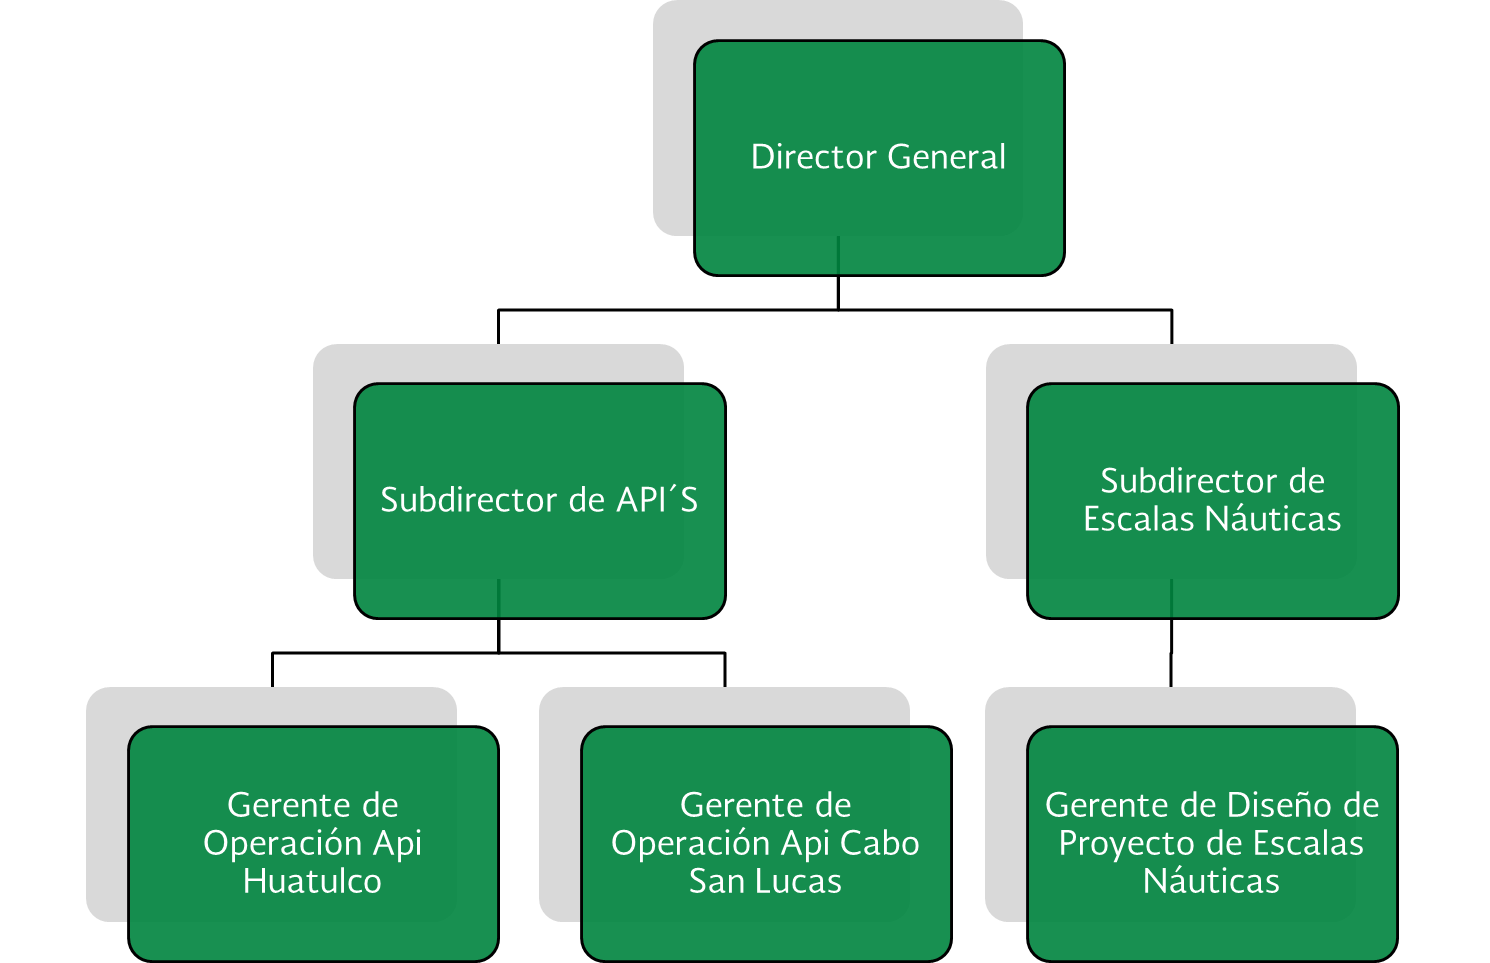 Director General
Subdirector de API´S
Subdirector de
Escalas Náuticas
Gerente de
Operación Api
Huatulco
Gerente de
Operación Api Cabo
San Lucas
Gerente de Diseño de
Proyecto de Escalas
Náuticas